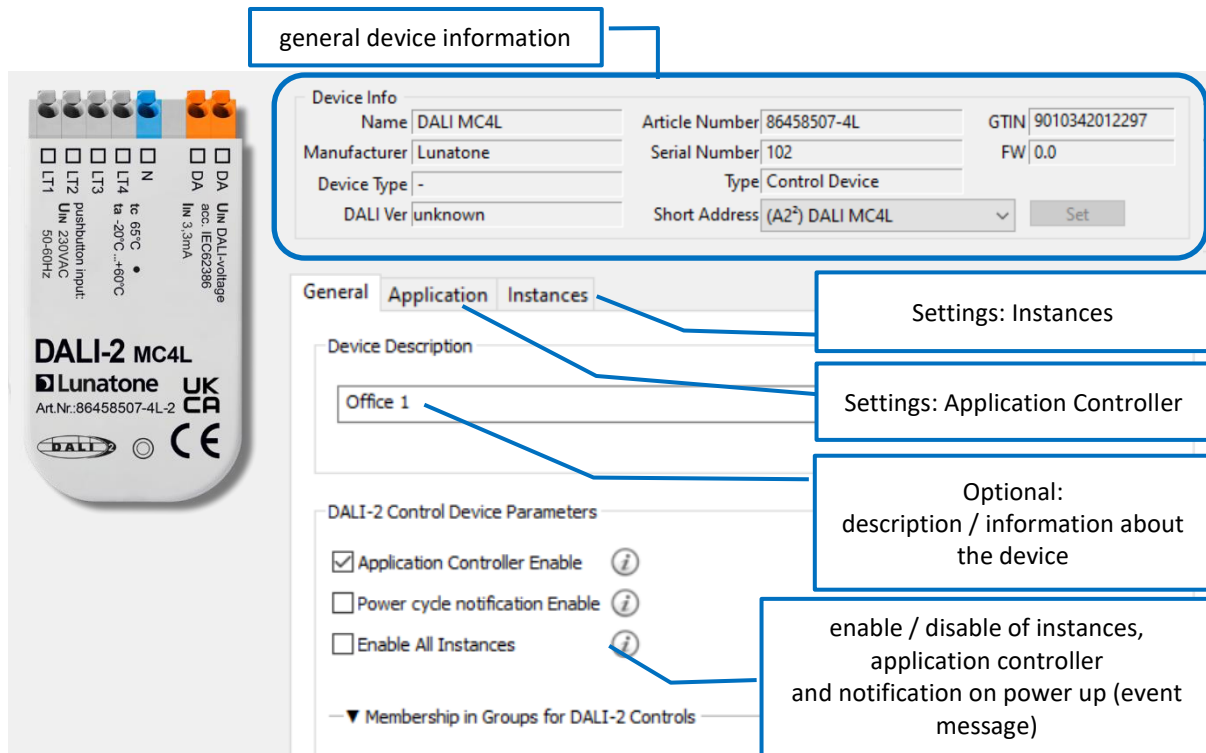 general device information
Device Info
Name DALI MC4L
Article Number 86458507-4L
GTIN 9010342012297
Manufacturer Lunatone
Serial Number 102
FW 0.0
Device Type -
Type Control Device
DALI Ver unknown
Short Address (A2²) DALI MC4L
Set
LT1
LT2
LT3
LT4
N
DA
DA
pushbutton input:
UIN 230VAC
50-60Hz
tc 65°C
ta -20°C ...+60°C
UIN DALI-voltage
acc. IEC62386
IIN 3,3mA
DALI-2 MC4L
Lunatone
UK
CA
Art.Nr.:86458507-4L-2
DALI 2
CE
General Application Instances
Settings: Instances
Device Description
Office 1
Settings: Application Controller
Optional:
description / information about
the device
DALI-2 Control Device Parameters
Application Controller Enable
Power cycle notification Enable
Enable All Instances
enable / disable of instances,
application controller
and notification on power up (event
message)
▼ Membership in Groups for DALI-2 Controls